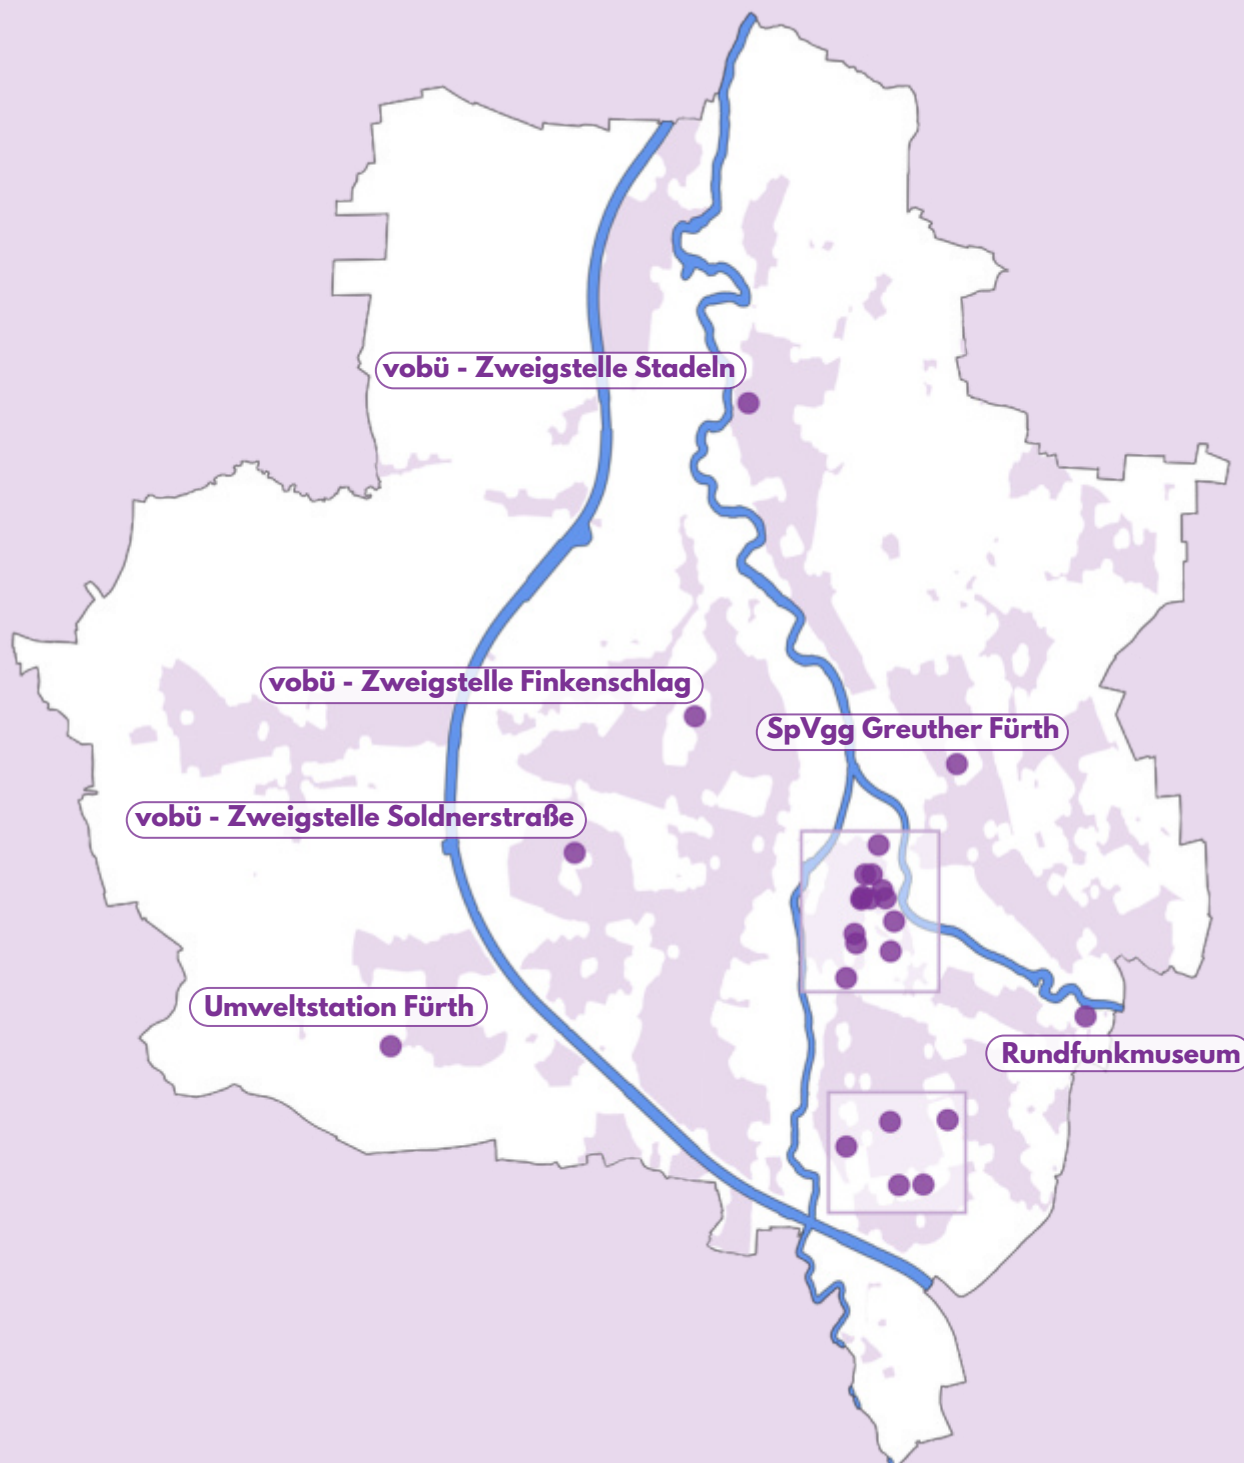 vobü - Zweigstelle Stadeln
vobü - Zweigstelle Finkenschlag
SpVgg Greuther Fürth
vobü - Zweigstelle Soldnerstraße
Umweltstation Fürth
Rundfunkmuseum